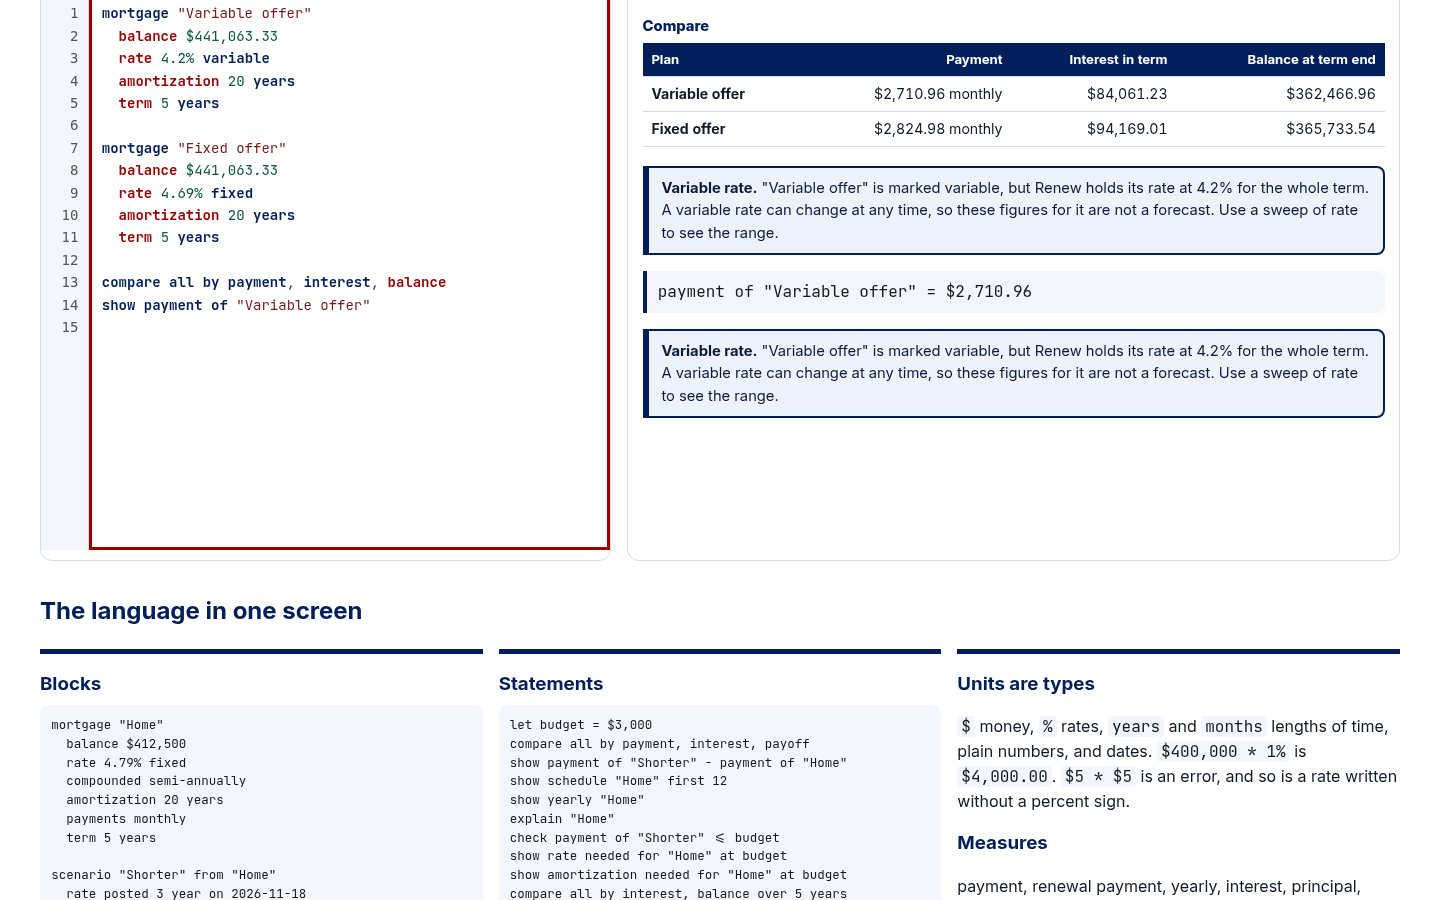 1 mortgage "Variable offer"
2 balance $441,063.33
3 rate 4.2% variable
4 amortization 20 years
5 term 5 years
6
7 mortgage "Fixed offer"
8 balance $441,063.33
9 rate 4.69% fixed
10 amortization 20 years
11 term 5 years
12
13 compare all by payment, interest, balance
14 show payment of "Variable offer"
15
Compare
Plan Payment Interest in term Balance at term end
Variable offer $2,710.96 monthly $84,061.23 $362,466.96
Fixed offer $2,824.98 monthly $94,169.01 $365,733.54
Variable rate. "Variable offer" is marked variable, but Renew holds its rate at 4.2% for the whole term.
A variable rate can change at any time, so these figures for it are not a forecast. Use a sweep of rate
to see the range.
payment of "Variable offer" = $2,710.96
Variable rate. "Variable offer" is marked variable, but Renew holds its rate at 4.2% for the whole term.
A variable rate can change at any time, so these figures for it are not a forecast. Use a sweep of rate
to see the range.
The language in one screen
Blocks
mortgage "Home"
balance $412,500
rate 4.79% fixed
compounded semi-annually
amortization 20 years
payments monthly
term 5 years
scenario "Shorter" from "Home"
rate posted 3 year on 2026-11-18
Statements
let budget = $3,000
compare all by payment, interest, payoff
show payment of "Shorter" - payment of "Home"
show schedule "Home" first 12
show yearly "Home"
explain "Home"
check payment of "Shorter" <= budget
show rate needed for "Home" at budget
show amortization needed for "Home" at budget
compare all by interest, balance over 5 years
Units are types
$ money, % rates, years and months lengths of time,
plain numbers, and dates. $400,000 * 1% is
$4,000.00. $5 * $5 is an error, and so is a rate written
without a percent sign.
Measures
payment, renewal payment, yearly, interest, principal,